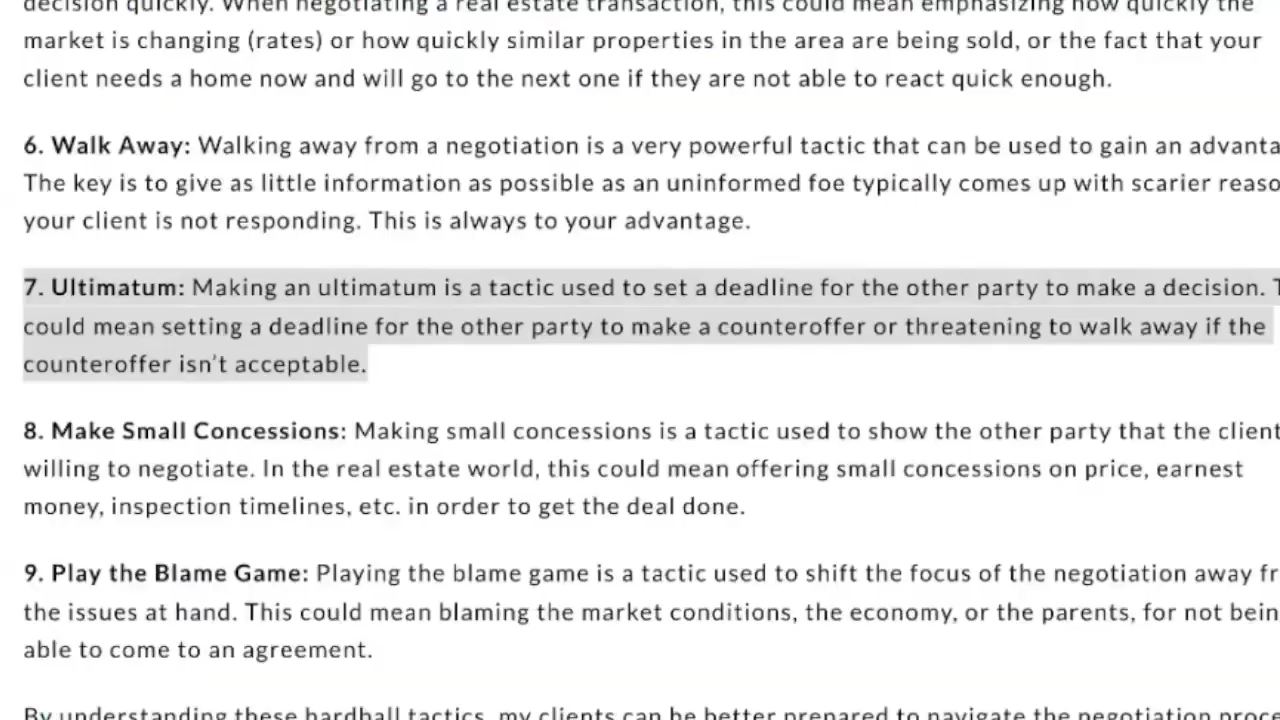 decision quickly. When negotiating a real estate transaction, this could mean emphasizing how quickly the
market is changing (rates) or how quickly similar properties in the area are being sold, or the fact that your
client needs a home now and will go to the next one if they are not able to react quick enough.
6. Walk Away: Walking away from a negotiation is a very powerful tactic that can be used to gain an advanta
The key is to give as little information as possible as an uninformed foe typically comes up with scarier reaso
your client is not responding. This is always to your advantage.
7. Ultimatum: Making an ultimatum is a tactic used to set a deadline for the other party to make a decision. T
could mean setting a deadline for the other party to make a counteroffer or threatening to walk away if the
counteroffer isn't acceptable.
8. Make Small Concessions: Making small concessions is a tactic used to show the other party that the client
willing to negotiate. In the real estate world, this could mean offering small concessions on price, earnest
money, inspection timelines, etc. in order to get the deal done.
9. Play the Blame Game: Playing the blame game is a tactic used to shift the focus of the negotiation away fr
the issues at hand. This could mean blaming the market conditions, the economy, or the parents, for not bein
able to come to an agreement.
By understanding these hardball tactics, my clients can be better prepared to navigate the negotiation proce